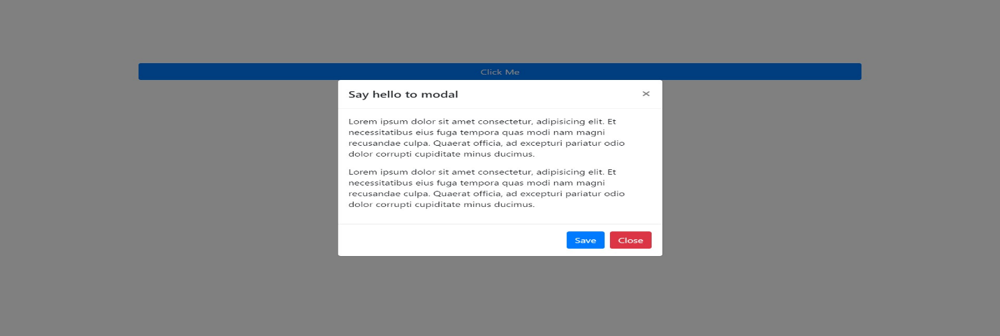 Click Me
Say hello to modal ×
Lorem ipsum dolor sit amet consectetur, adipisicing elit. Et
necessitatibus eius fuga tempora quas modi nam magni
recusandae culpa. Quaerat officia, ad excepturi pariatur odio
dolor corrupti cupiditate minus ducimus.
Lorem ipsum dolor sit amet consectetur, adipisicing elit. Et
necessitatibus eius fuga tempora quas modi nam magni
recusandae culpa. Quaerat officia, ad excepturi pariatur odio
dolor corrupti cupiditate minus ducimus.
Save Close